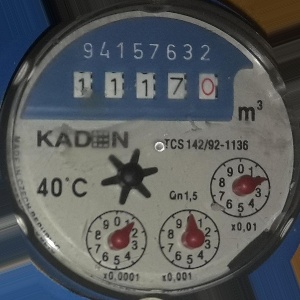 94157632
11170
m³
KADEN
TCS 142/92-1136
40°C
Qn1,5
x0,01
x0,0001
x0,001